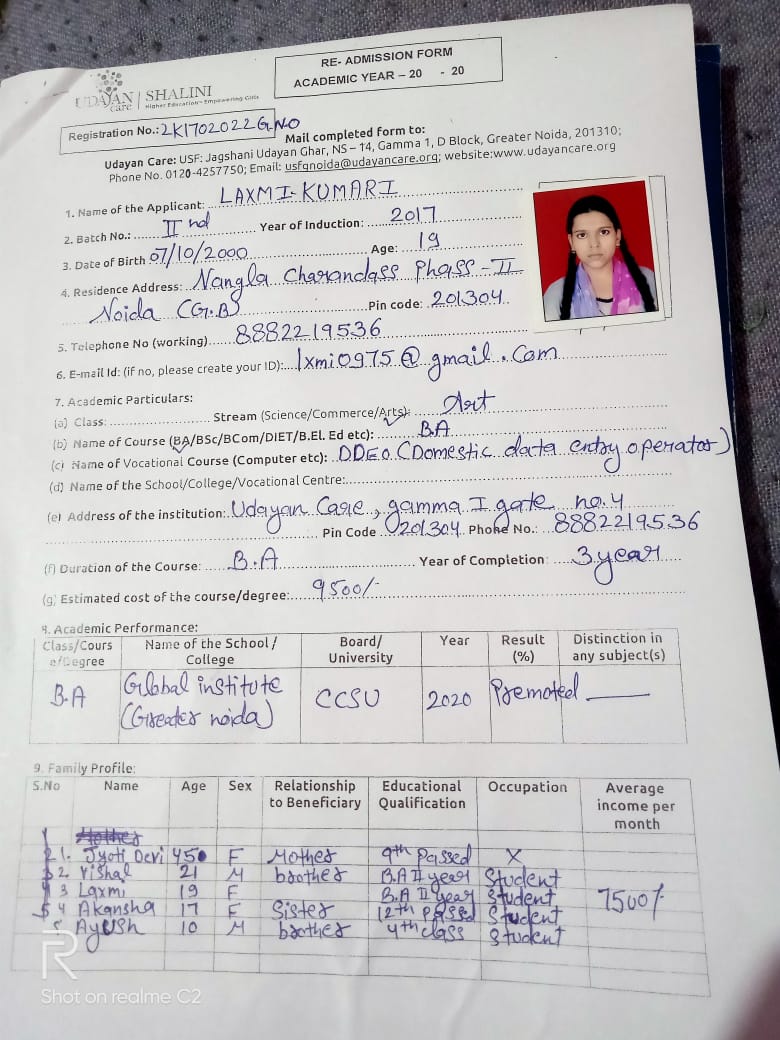 RE- ADMISSION FORM
ACADEMIC YEAR – 20 - 20
UDAYAN care | SHALINI
Higher Education~ Empowering Girls
Registration No.: 2K1702022GNO
Mail completed form to:
Udayan Care: USF: Jagshani Udayan Ghar, NS – 14, Gamma 1, D Block, Greater Noida, 201310;
Phone No. 0120-4257750; Email: usfgnoida@udayancare.org; website:www.udayancare.org
1. Name of the Applicant: LAXMI KUMARI
2. Batch No.: IInd Year of Induction: 2017
3. Date of Birth 07/10/2000 Age: 19
4. Residence Address: Nangla Charandass Phass-II
Noida (G.B) Pin code: 201304
5. Telephone No (working) 8882219536
6. E-mail Id: (if no, please create your ID): lxmi0975@gmail.com
7. Academic Particulars:
(a) Class: Stream (Science/Commerce/Arts): Art
(b) Name of Course (BA/BSc/BCom/DIET/B.El. Ed etc): B.A
(c) Name of Vocational Course (Computer etc): DDEO (Domestic data entry operator)
(d) Name of the School/College/Vocational Centre:
(e) Address of the institution: Udayan Care, gamma I gate no. 4
Pin Code 201304 Phone No.: 8882219536
(f) Duration of the Course: B.A Year of Completion: 3 year
(g) Estimated cost of the course/degree: 9500/-
8. Academic Performance:
Class/Course/Degree Name of the School / College Board/ University Year Result (%) Distinction in any subject(s)
B.A Global institute (Greater noida) CCSU 2020 Promoted —
9. Family Profile:
S.No Name Age Sex Relationship to Beneficiary Educational Qualification Occupation Average income per month
1. Jyoti Devi 45 F Mother 9th Passed X
2 Vishal 21 M brother B.A II year Student
3 Laxmi 19 F B.A II year Student 7500/-
4 Akansha 17 F Sister 12th passed Student
5 Ayush 10 M brother 4th class Student
R
Shot on realme C2